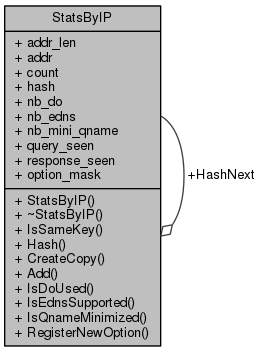 StatsByIP
+ addr_len
+ addr
+ count
+ hash
+ nb_do
+ nb_edns
+ nb_mini_qname
+ query_seen
+ response_seen
+ option_mask
+HashNext
+ StatsByIP()
+ ~StatsByIP()
+ IsSameKey()
+ Hash()
+ CreateCopy()
+ Add()
+ IsDoUsed()
+ IsEdnsSupported()
+ IsQnameMinimized()
+ RegisterNewOption()